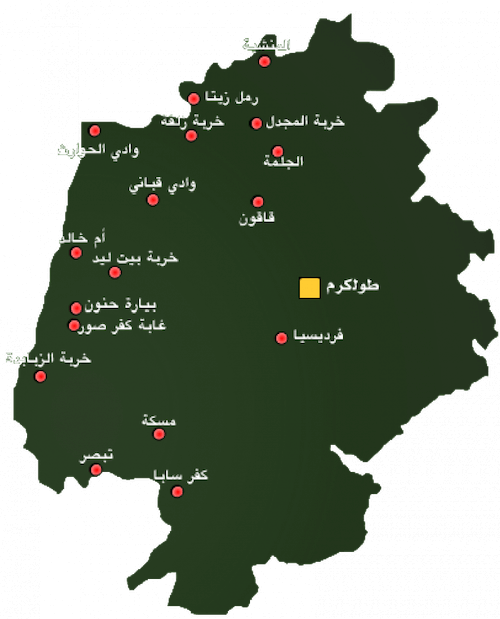 المنشية
رمل زيتا
خربة زلفة
خربة المجدل
وادي الحوارث
الجلمة
وادي قباني
قاقون
أم خالد
خربة بيت ليد
طولكرم
بيارة حنون
غابة كفر صور
فرديسيا
خربة الزبابدة
مسكة
تبصر
كفر سابا